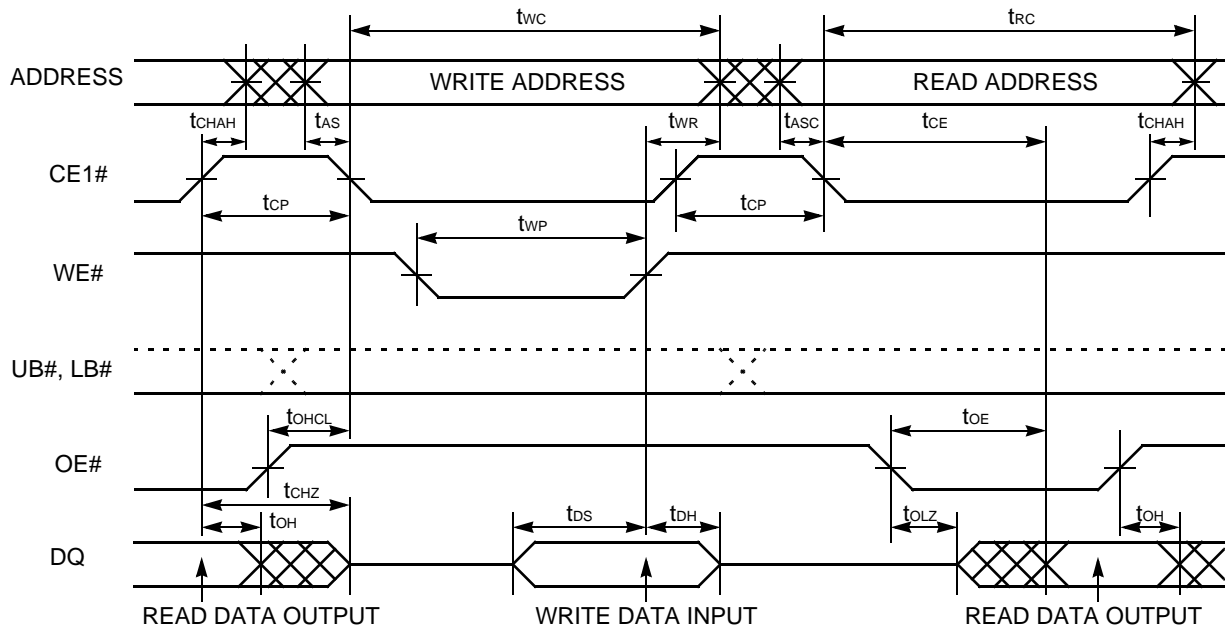 tWC tRC
ADDRESS WRITE ADDRESS READ ADDRESS
tCHAH tAS tWR tASC tCE tCHAH
CE1#
tCP tCP
tWP
WE#
UB#, LB#
tOHCL tOE
OE#
tCHZ
tOH tDS tDH tOLZ tOH
DQ
READ DATA OUTPUT WRITE DATA INPUT READ DATA OUTPUT